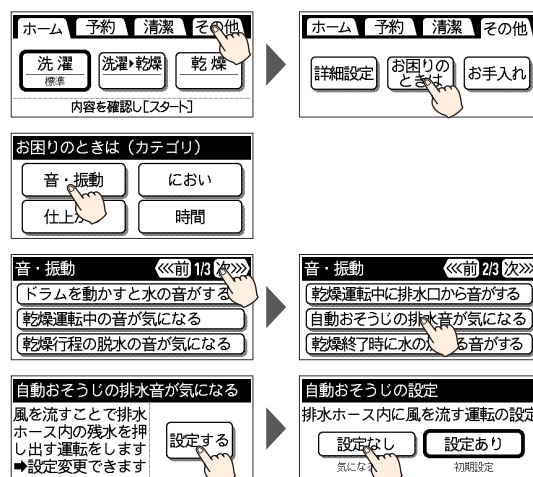 ホーム 予約 清潔 その他
洗濯 洗濯▶乾燥 乾燥
標準
内容を確認し[スタート]
ホーム 予約 清潔 その他
詳細設定 お困りの お手入れ
ときは
お困りのときは（カテゴリ）
音・振動 におい
仕上 時間
音・振動 <<<前 1/3 次>>>
ドラムを動かすと水の音がする
乾燥運転中の音が気になる
乾燥行程の脱水の音が気になる
音・振動 <<<前 2/3 次>>>
乾燥運転中に排水口から音がする
自動おそうじの排水音が気になる
乾燥終了時に水の る音がする
自動おそうじの排水音が気になる
風を流すことで排水
ホース内の残水を押
し出す運転をします
➡設定変更できます
設定する
自動おそうじの設定
排水ホース内に風を流す運転の設定
設定なし 設定あり
気にな 初期設定